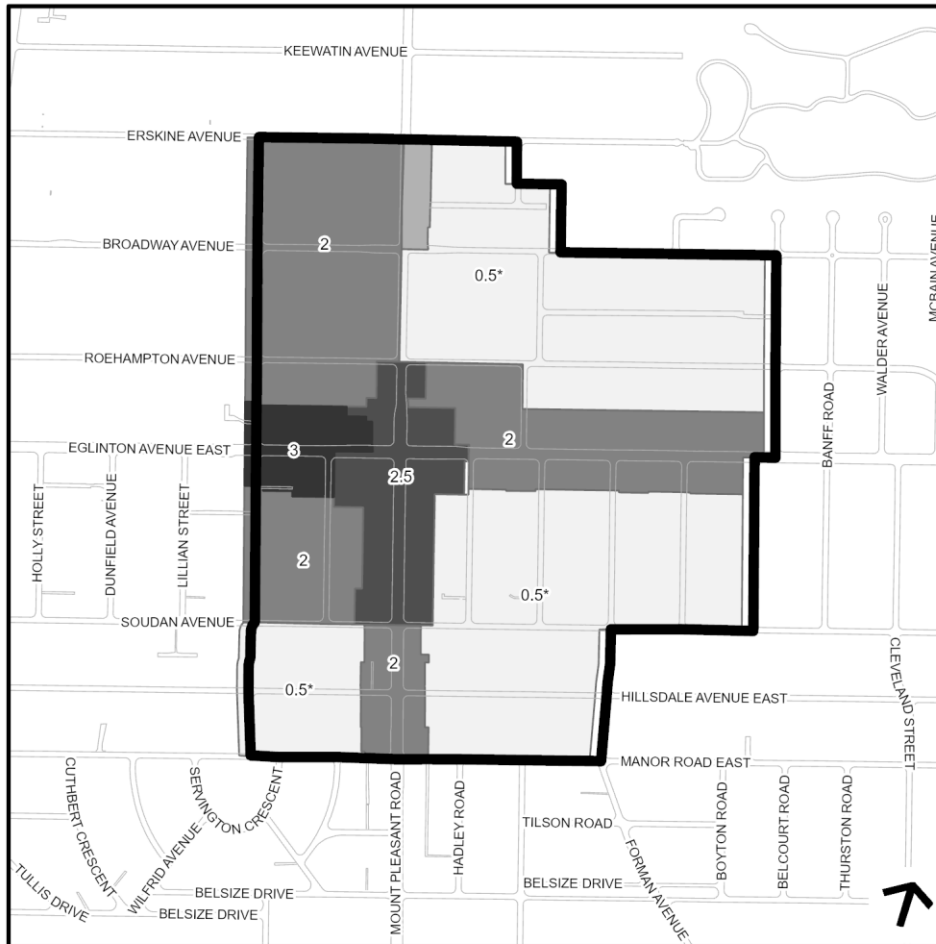 KEEWATIN AVENUE
ERSKINE AVENUE
BROADWAY AVENUE
2
0.5*
MCBAIN AVENUE
WALDER AVENUE
ROEHAMPTON AVENUE
BANFF ROAD
EGLINTON AVENUE EAST
3
2
2.5
HOLLY STREET
DUNFIELD AVENUE
LILLIAN STREET
2
0.5*
SOUDAN AVENUE
2
0.5*
HILLSDALE AVENUE EAST
CLEVELAND STREET
MANOR ROAD EAST
CUTHBERT CRESCENT
SERVINGTON CRESCENT
WILFRID AVENUE
TULLIS DRIVE
MOUNT PLEASANT ROAD
HADLEY ROAD
TILSON ROAD
FORMAN AVENUE
BOYTON ROAD
BELCOURT ROAD
THURSTON ROAD
BELSIZE DRIVE
BELSIZE DRIVE
BELSIZE DRIVE